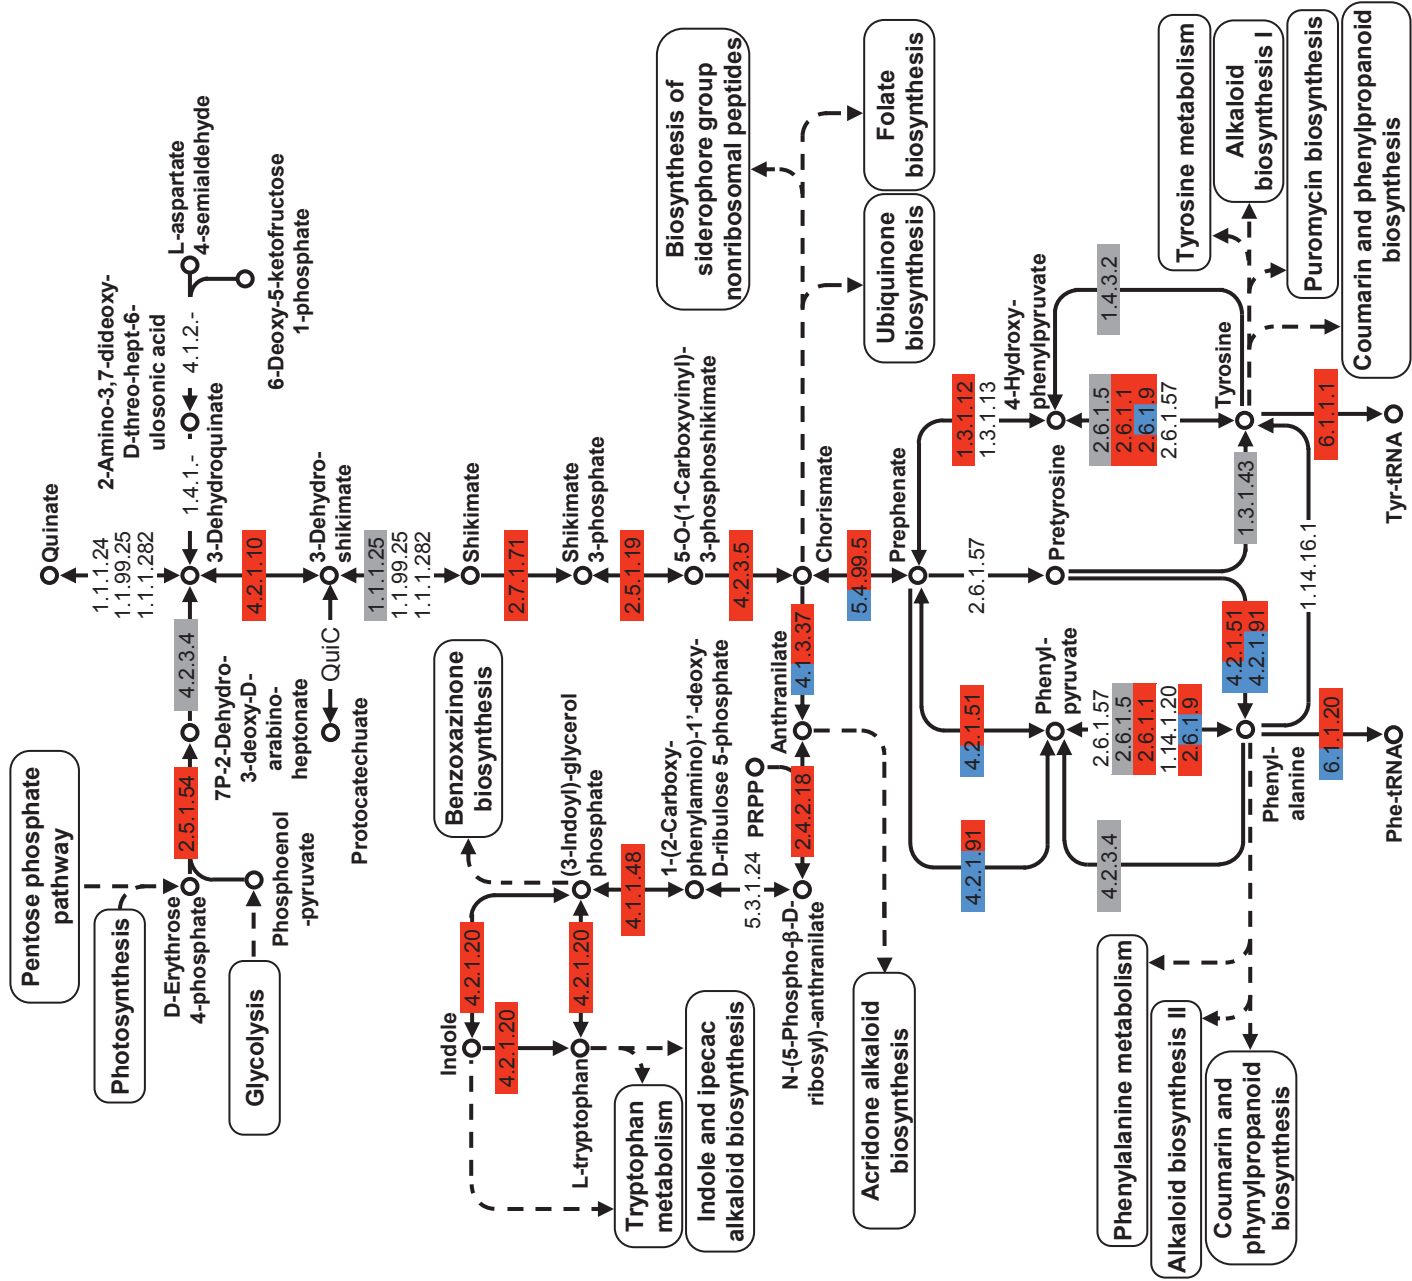 Pentose phosphate
pathway
Photosynthesis
Glycolysis
D-Erythrose
4-phosphate
Phosphoenol
-pyruvate
2.5.1.54
7P-2-Dehydro-
3-deoxy-D-
arabino-
heptonate
4.2.3.4
Quinate
1.1.1.24
1.1.99.25
1.1.1.282
3-Dehydroquinate
1.4.1.-
2-Amino-3,7-dideoxy-
D-threo-hept-6-
ulosonic acid
4.1.2.-
L-aspartate
4-semialdehyde
6-Deoxy-5-ketofructose
1-phosphate
4.2.1.10
3-Dehydro-
shikimate
QuiC
Protocatechuate
1.1.1.25
1.1.99.25
1.1.1.282
Shikimate
2.7.1.71
Shikimate
3-phosphate
2.5.1.19
5-O-(1-Carboxyvinyl)-
3-phosphoshikimate
4.2.3.5
Chorismate
Biosynthesis of
siderophore group
nonribosomal peptides
Ubiquinone
biosynthesis
Folate
biosynthesis
Benzoxazinone
biosynthesis
(3-Indoyl)-glycerol
phosphate
4.2.1.20
Indole
4.2.1.20
4.2.1.20
L-tryptophan
Tryptophan
metabolism
Indole and ipecac
alkaloid biosynthesis
4.1.1.48
1-(2-Carboxy-
phenylamino)-1'-deoxy-
D-ribulose 5-phosphate
5.3.1.24
PRPP
2.4.2.18
N-(5-Phospho-β-D-
ribosyl)-anthranilate
Anthranilate
4.1.3.37
Acridone alkaloid
biosynthesis
5.4.99.5
Prephenate
1.3.1.12
1.3.1.13
4-Hydroxy-
phenylpyruvate
1.4.3.2
2.6.1.5
2.6.1.1
2.6.1.9
2.6.1.57
Tyrosine
2.6.1.57
Pretyrosine
1.3.1.43
4.2.1.51
4.2.1.91
4.2.1.51
4.2.1.91
Phenyl-
pyruvate
2.6.1.57
2.6.1.5
2.6.1.1
1.14.1.20
2.6.1.9
4.2.3.4
Phenyl-
alanine
1.14.16.1
6.1.1.20
Phe-tRNA
6.1.1.1
Tyr-tRNA
Tyrosine metabolism
Alkaloid
biosynthesis I
Puromycin biosynthesis
Coumarin and phenylpropanoid
biosynthesis
Phenylalanine metabolism
Alkaloid biosynthesis II
Coumarin and
phynylpropanoid
biosynthesis